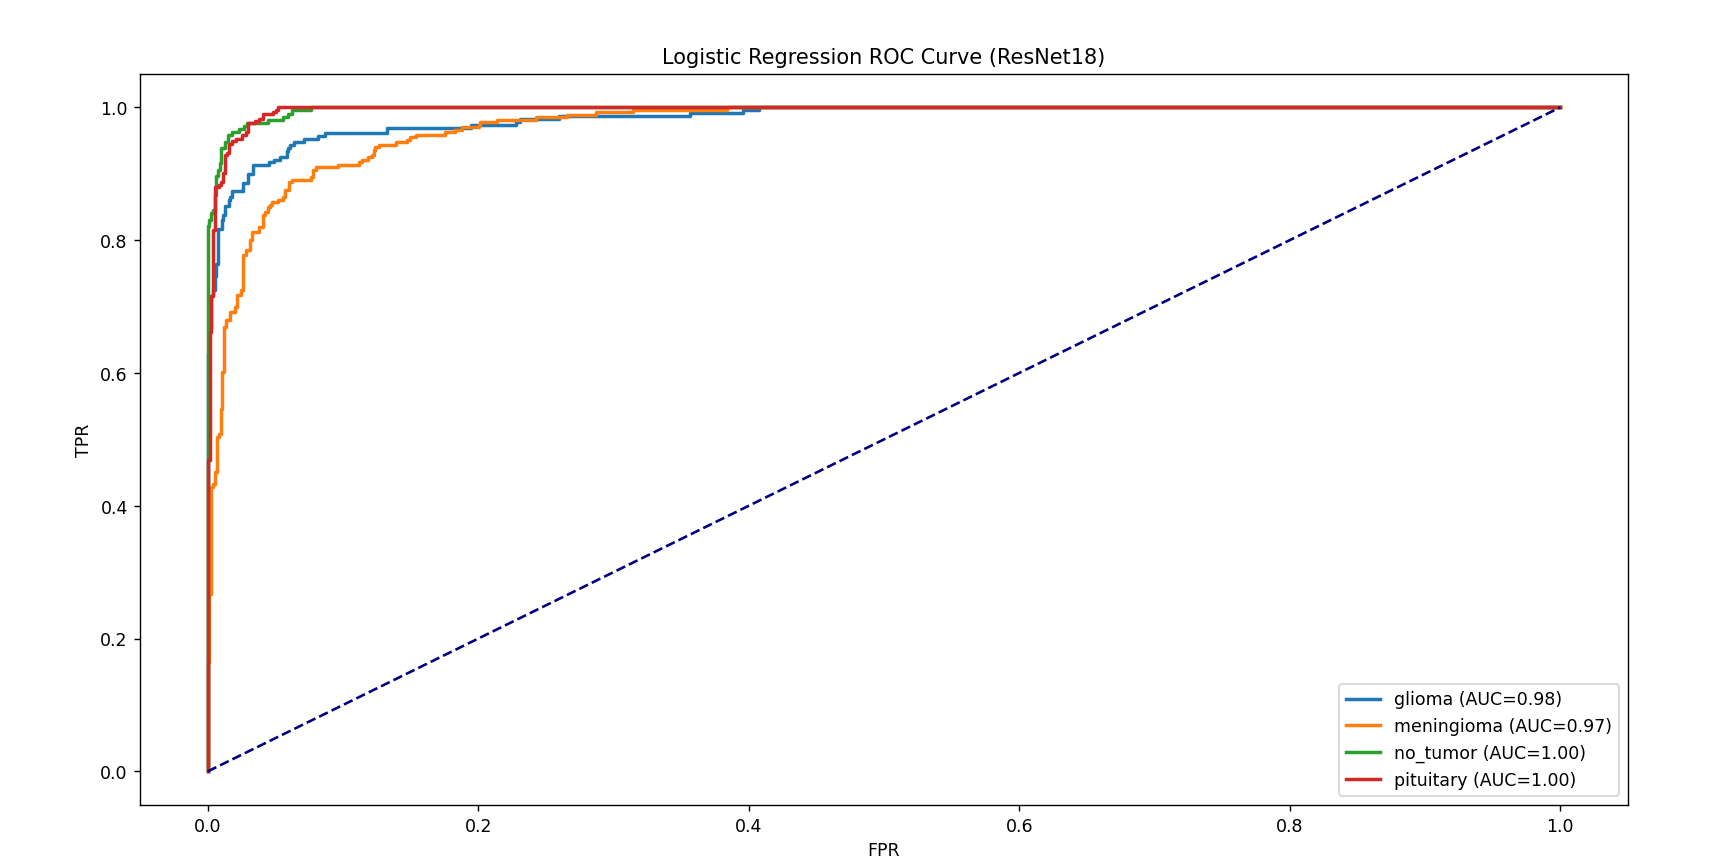 Logistic Regression ROC Curve (ResNet18)
1.0
0.8
0.6
0.4
0.2
0.0
TPR
0.0 0.2 0.4 0.6 0.8 1.0
FPR
glioma (AUC=0.98)
meningioma (AUC=0.97)
no_tumor (AUC=1.00)
pituitary (AUC=1.00)